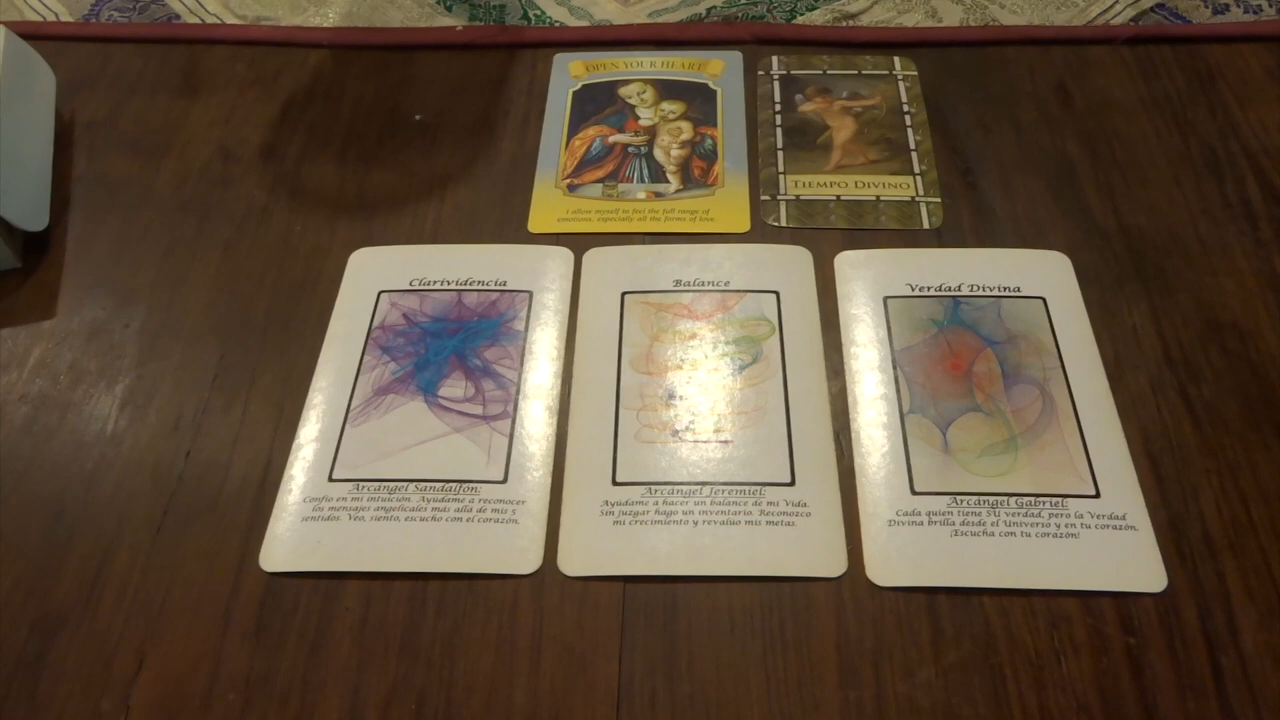 OPEN YOUR HEART
I allow myself to feel the full range of
emotions, especially all the forms of love
TIEMPO DIVINO
Clarividencia
Arcángel Sandalfón:
Confío en mi intuición. Ayúdame a reconocer
los mensajes angelicales más allá de mis 5
sentidos. Veo, siento, escucho con el corazón.
Balance
Arcángel Jeremiel:
Ayúdame a hacer un balance de mi Vida.
Sin juzgar hago un inventario. Reconozco
mi crecimiento y revalúo mis metas.
Verdad Divina
Arcángel Gabriel:
Cada quien tiene SU verdad, pero la Verdad
Divina brilla desde el Universo y en tu corazón.
¡Escucha con tu corazón!